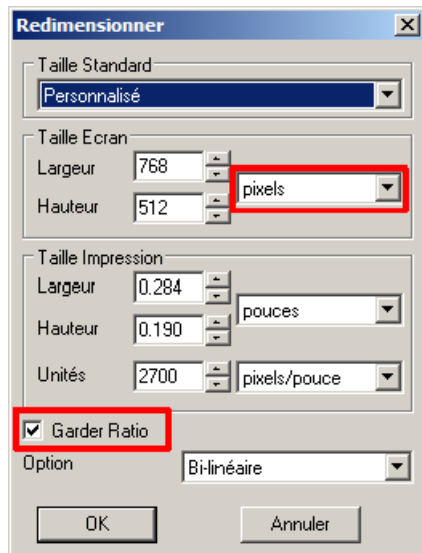 Redimensionner
Taille Standard
Personnalisé
Taille Ecran
Largeur 768
pixels
Hauteur 512
Taille Impression
Largeur 0.284
pouces
Hauteur 0.190
Unités 2700 pixels/pouce
Garder Ratio
Option Bi-linéaire
OK Annuler